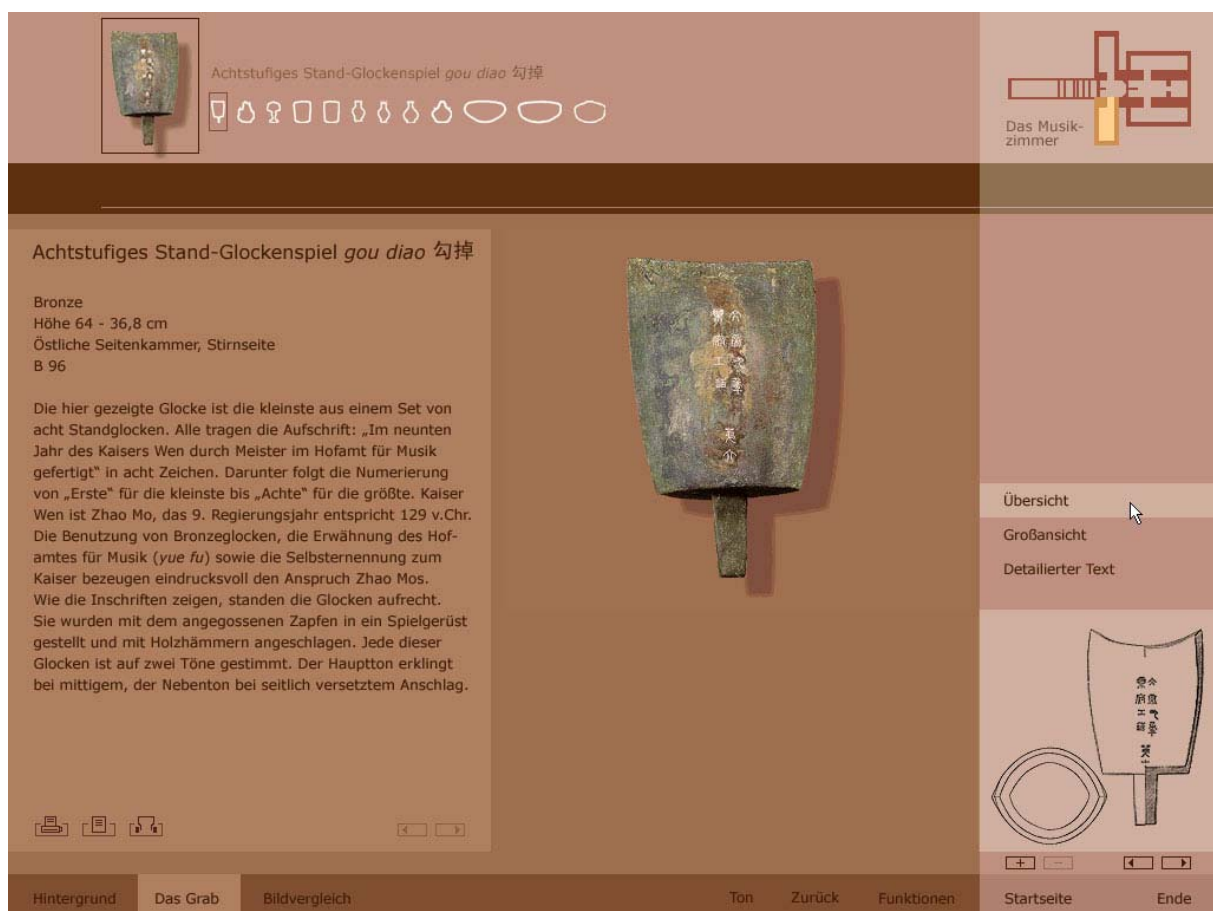 Achtstufiges Stand-Glockenspiel gou diao 勾掉
Das Musik-
zimmer
Achtstufiges Stand-Glockenspiel gou diao 勾掉
Bronze
Höhe 64 - 36,8 cm
Östliche Seitenkammer, Stirnseite
B 96
Die hier gezeigte Glocke ist die kleinste aus einem Set von
acht Standglocken. Alle tragen die Aufschrift: „Im neunten
Jahr des Kaisers Wen durch Meister im Hofamt für Musik
gefertigt“ in acht Zeichen. Darunter folgt die Numerierung
von „Erste“ für die kleinste bis „Achte“ für die größte. Kaiser
Wen ist Zhao Mo, das 9. Regierungsjahr entspricht 129 v.Chr.
Die Benutzung von Bronzeglocken, die Erwähnung des Hof-
amtes für Musik (yue fu) sowie die Selbsternennung zum
Kaiser bezeugen eindrucksvoll den Anspruch Zhao Mos.
Wie die Inschriften zeigen, standen die Glocken aufrecht.
Sie wurden mit dem angegossenen Zapfen in ein Spielgerüst
gestellt und mit Holzhämmern angeschlagen. Jede dieser
Glocken ist auf zwei Töne gestimmt. Der Hauptton erklingt
bei mittigem, der Nebenton bei seitlich versetztem Anschlag.
Übersicht
Großansicht
Detailierter Text
Hintergrund
Das Grab
Bildvergleich
Ton
Zurück
Funktionen
Startseite
Ende